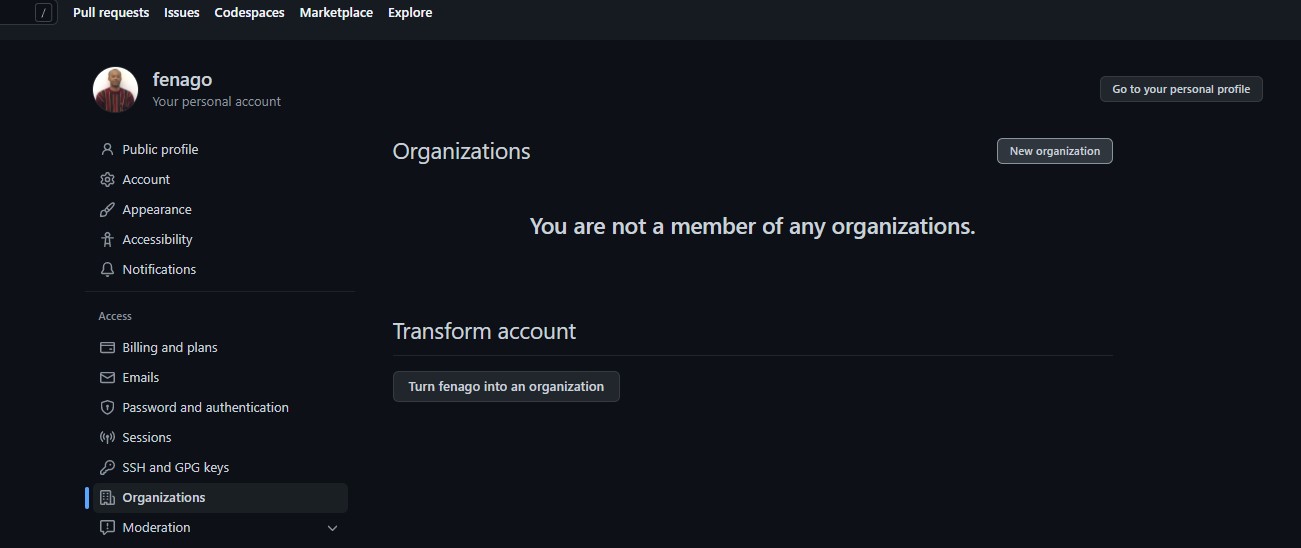 / Pull requests Issues Codespaces Marketplace Explore
fenago
Your personal account
Go to your personal profile
Public profile
Account
Appearance
Accessibility
Notifications
Access
Billing and plans
Emails
Password and authentication
Sessions
SSH and GPG keys
Organizations
Moderation
Organizations
New organization
You are not a member of any organizations.
Transform account
Turn fenago into an organization